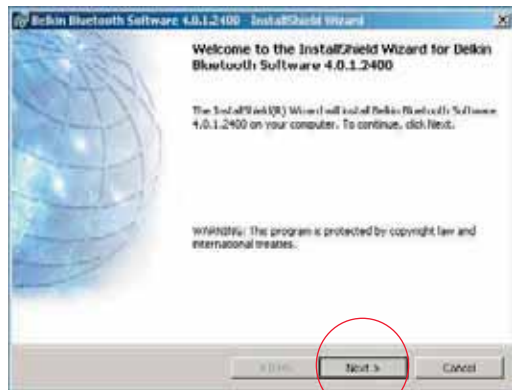 Belkin Bluetooth Software 4.0.1.2400 - InstallShield Wizard
Welcome to the InstallShield Wizard for Belkin
Bluetooth Software 4.0.1.2400
The InstallShield(R) Wizard will install Belkin Bluetooth Software
4.0.1.2400 on your computer. To continue, click Next.
WARNING: This program is protected by copyright law and
international treaties.
< Back
Next >
Cancel